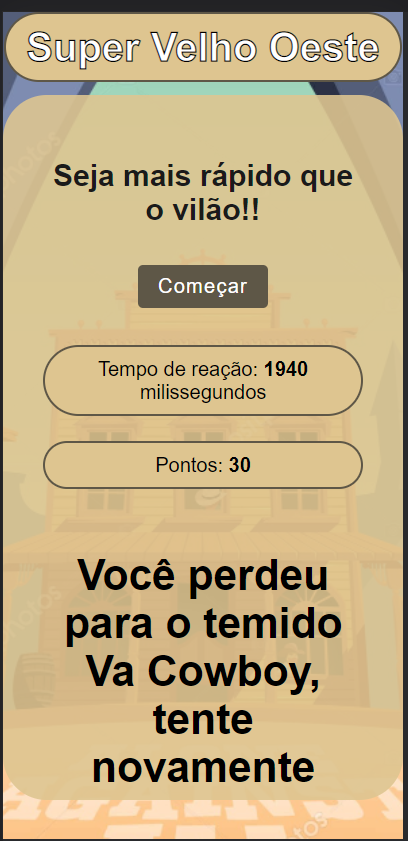 Super Velho Oeste
Seja mais rápido que
o vilão!!
Começar
Tempo de reação: 1940
milissegundos
Pontos: 30
Você perdeu
para o temido
Va Cowboy,
tente
novamente